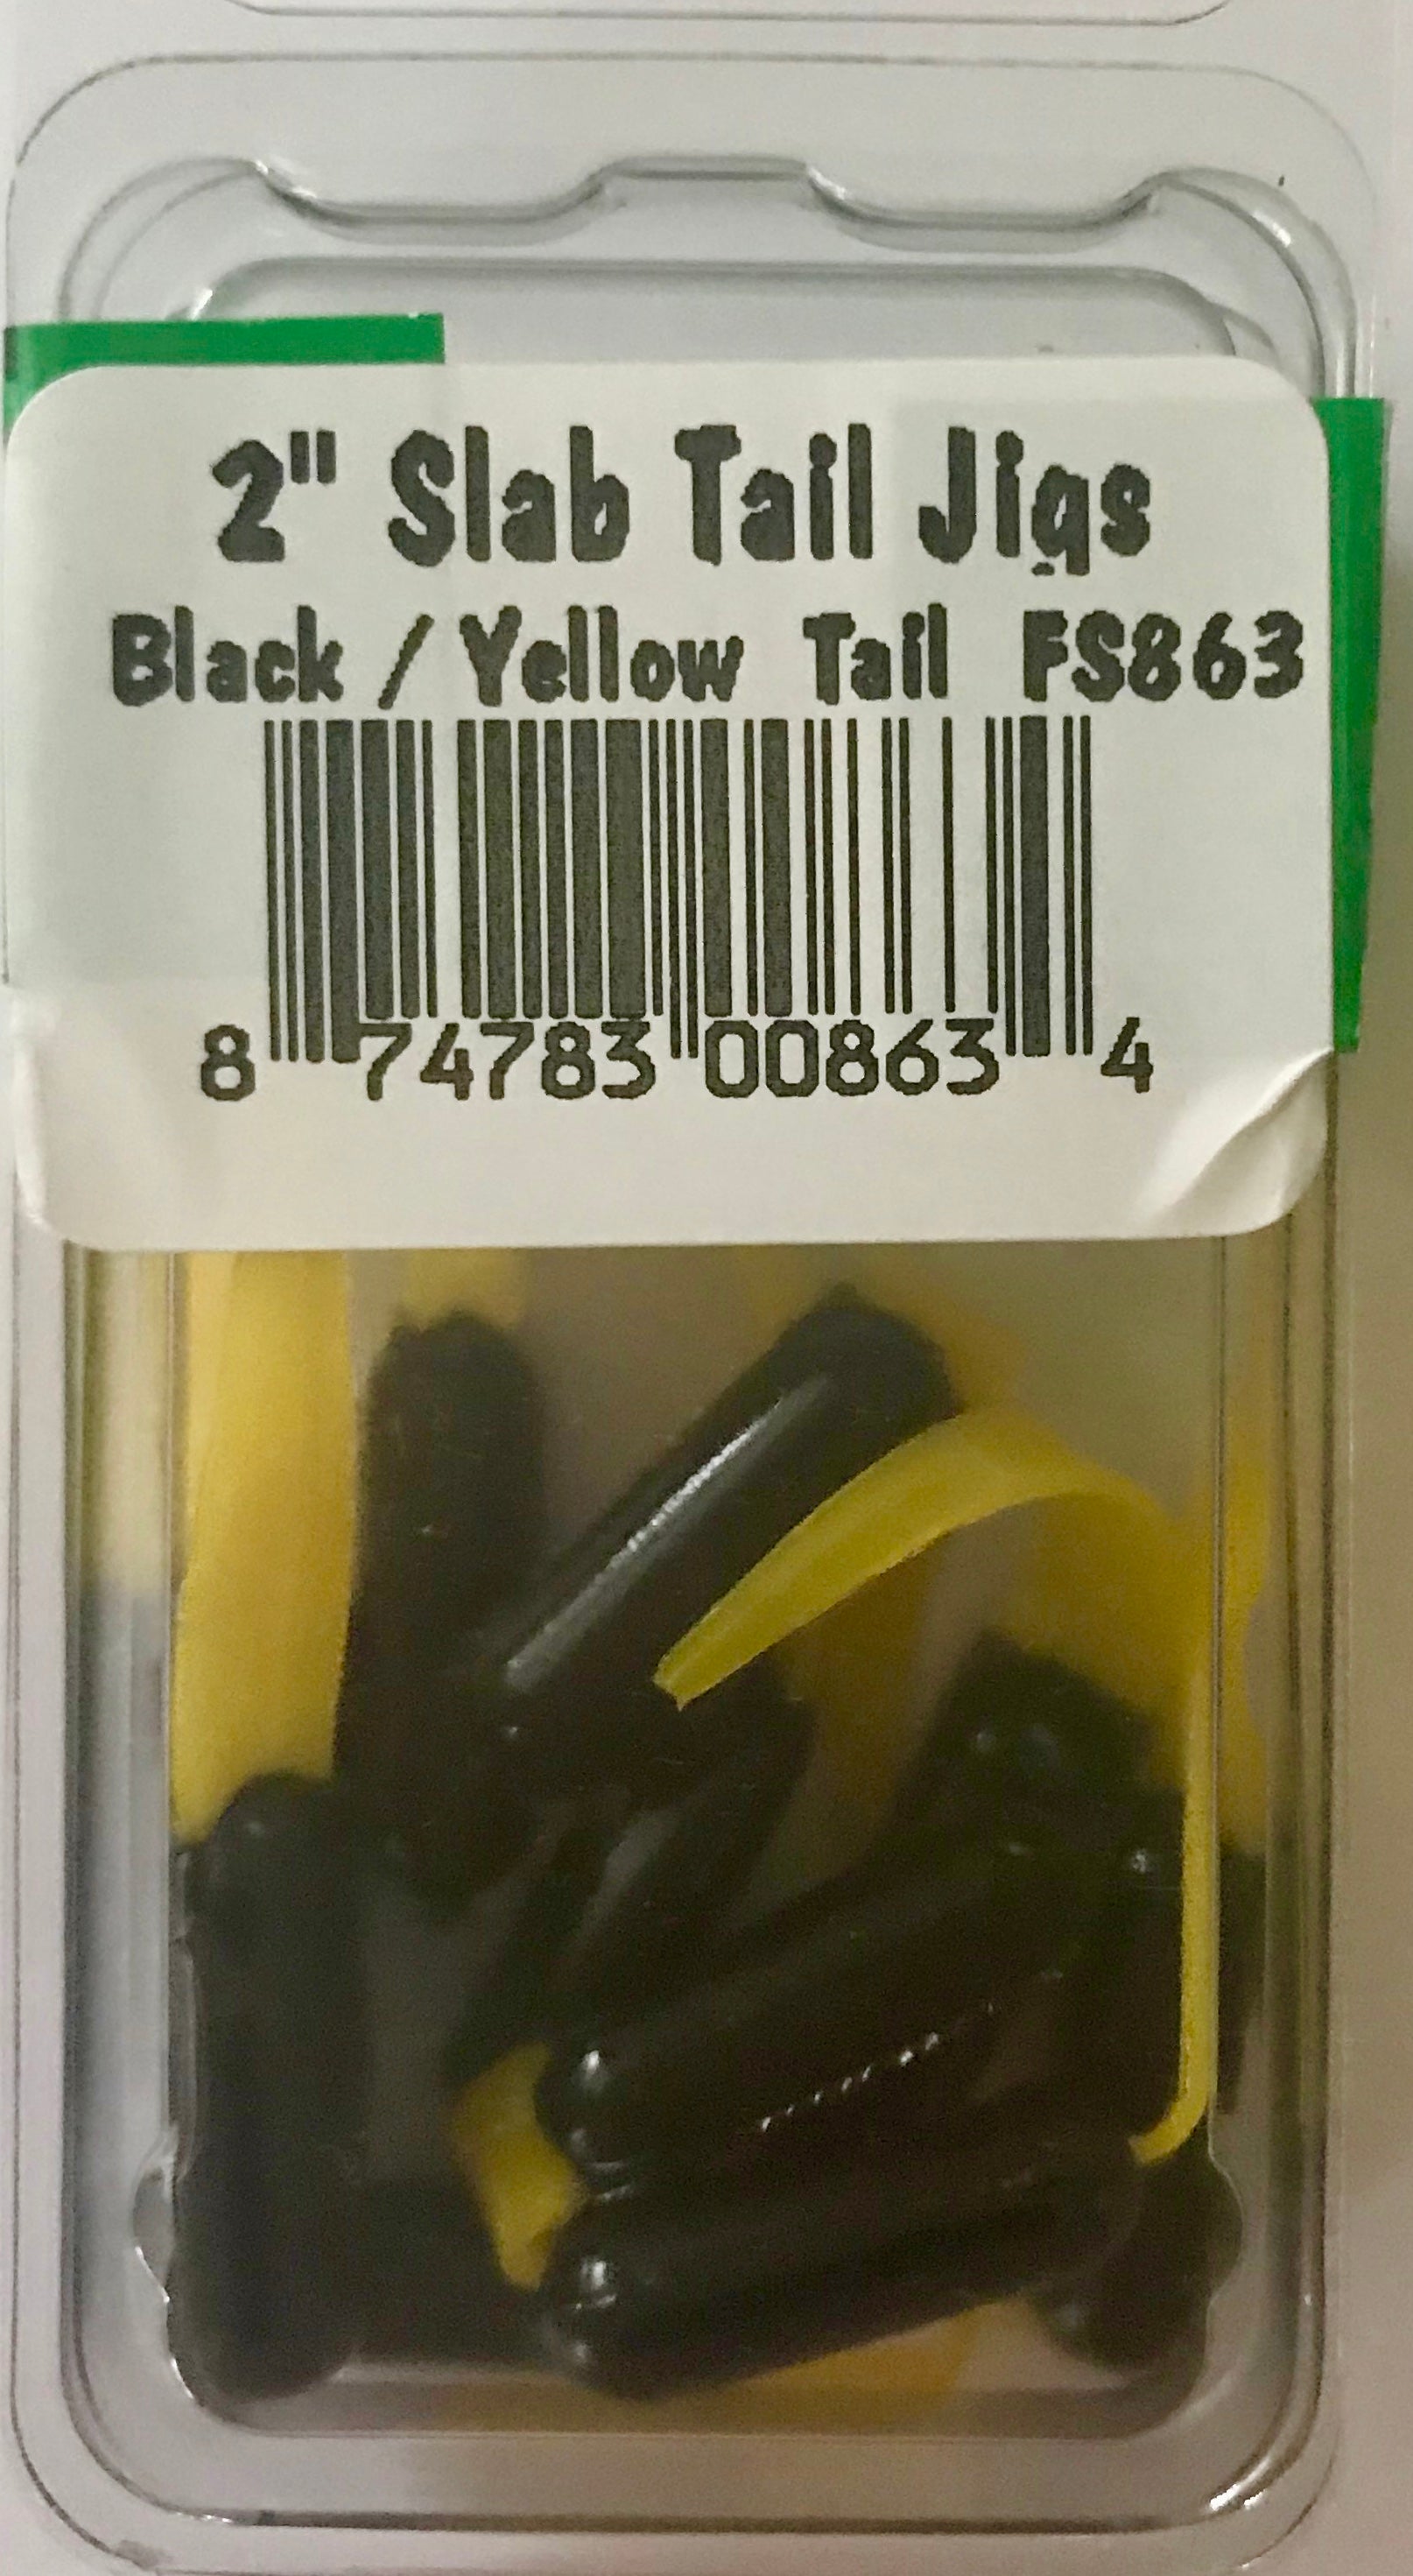 2" Slab Tail Jigs
Black / Yellow Tail FS863
8 74783 00863 4